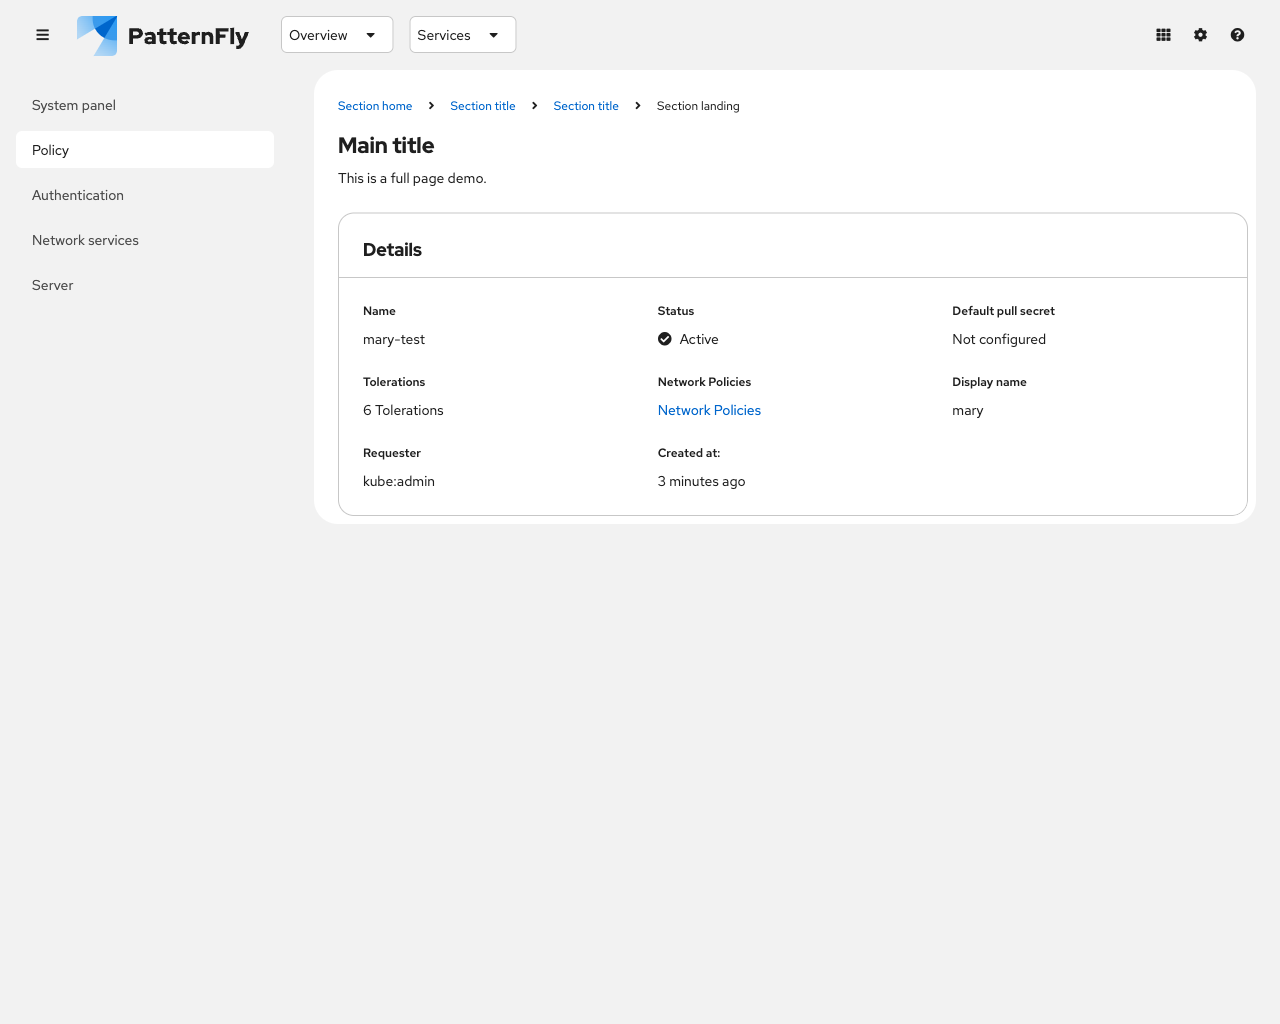 PatternFly
Overview
Services
System panel
Policy
Authentication
Network services
Server
Section home
Section title
Section title
Section landing
Main title
This is a full page demo.
Details
Name
mary-test
Status
Active
Default pull secret
Not configured
Tolerations
6 Tolerations
Network Policies
Network Policies
Display name
mary
Requester
kube:admin
Created at:
3 minutes ago